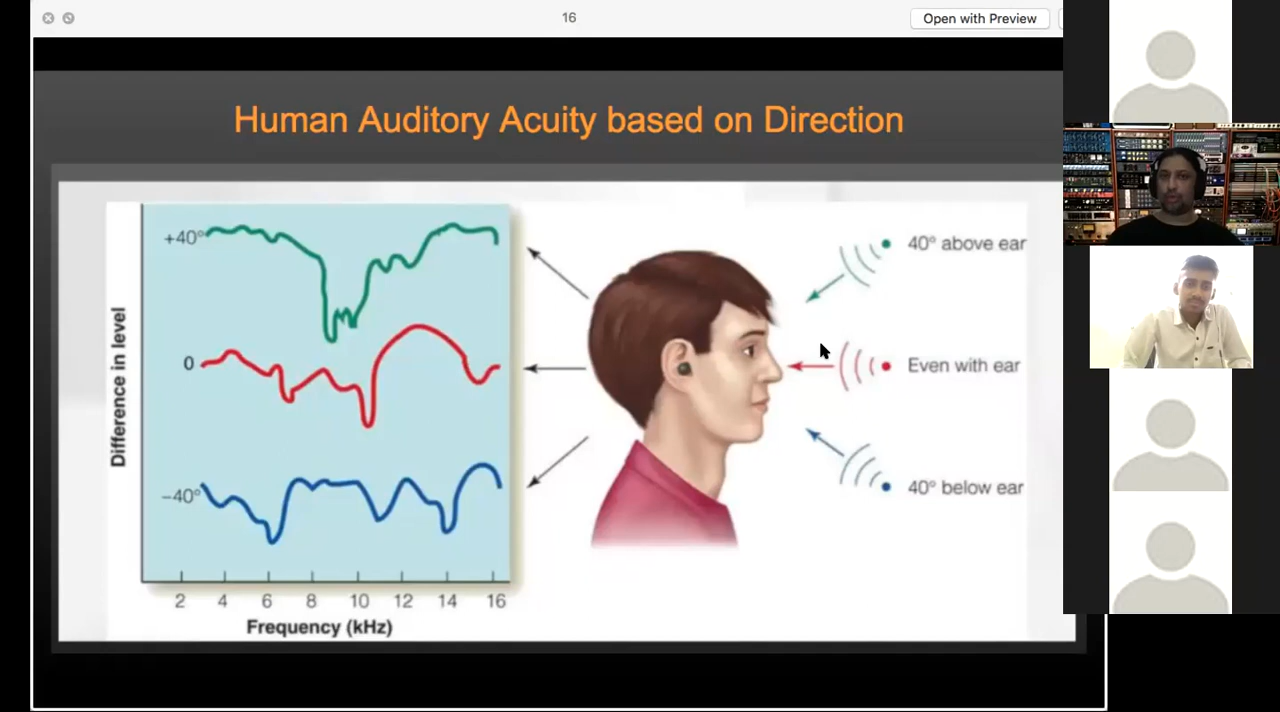 16
Open with Preview
Human Auditory Acuity based on Direction
+40°
0
−40°
Difference in level
2 4 6 8 10 12 14 16
Frequency (kHz)
40° above ear
Even with ear
40° below ear